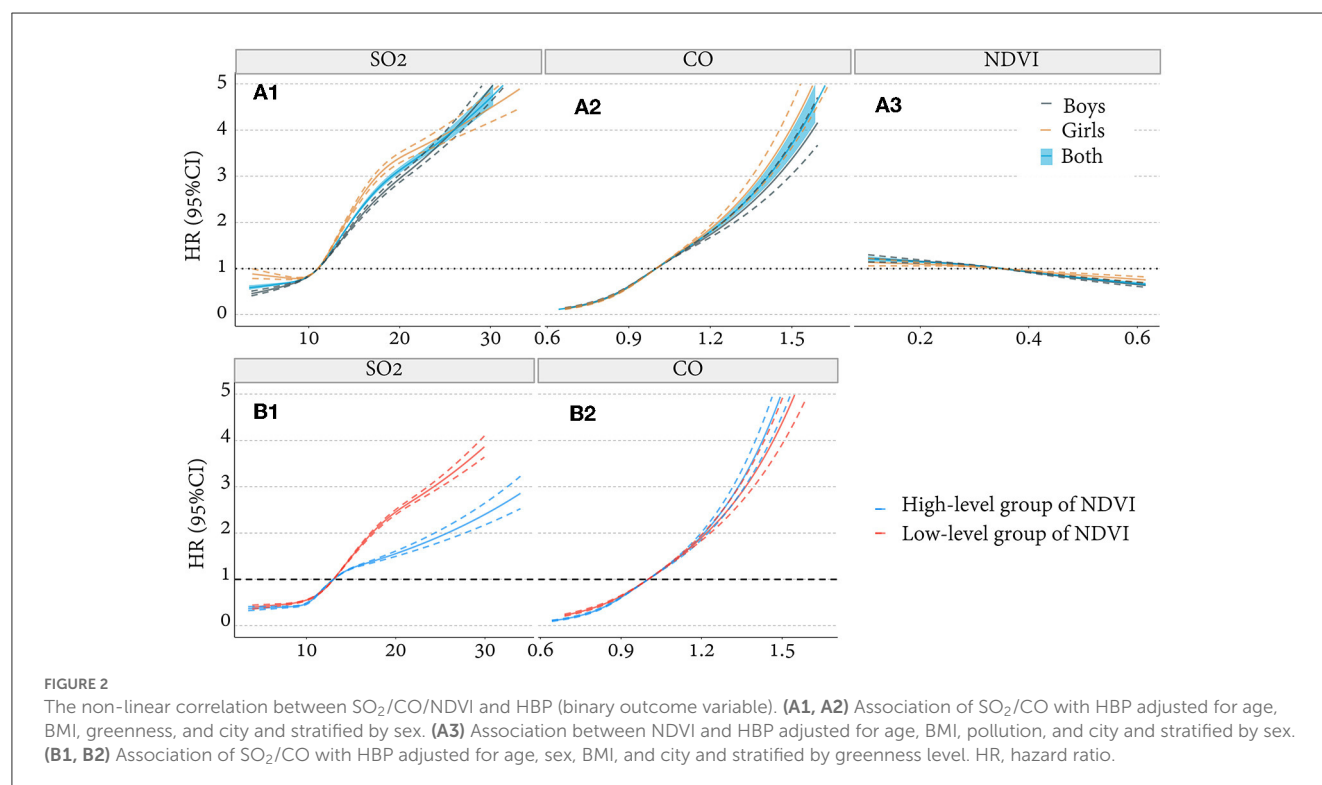 SO2
CO
NDVI
A1
A2
A3
Boys
Girls
Both
HR (95%CI)
5
4
3
2
1
0
10
20
30
0.6
0.9
1.2
1.5
0.2
0.4
0.6
SO2
CO
B1
B2
HR (95%CI)
5
4
3
2
1
0
10
20
30
0.6
0.9
1.2
1.5
High-level group of NDVI
Low-level group of NDVI
FIGURE 2
The non-linear correlation between SO₂/CO/NDVI and HBP (binary outcome variable). (A1, A2) Association of SO₂/CO with HBP adjusted for age,
BMI, greenness, and city and stratified by sex. (A3) Association between NDVI and HBP adjusted for age, BMI, pollution, and city and stratified by sex.
(B1, B2) Association of SO₂/CO with HBP adjusted for age, sex, BMI, and city and stratified by greenness level. HR, hazard ratio.